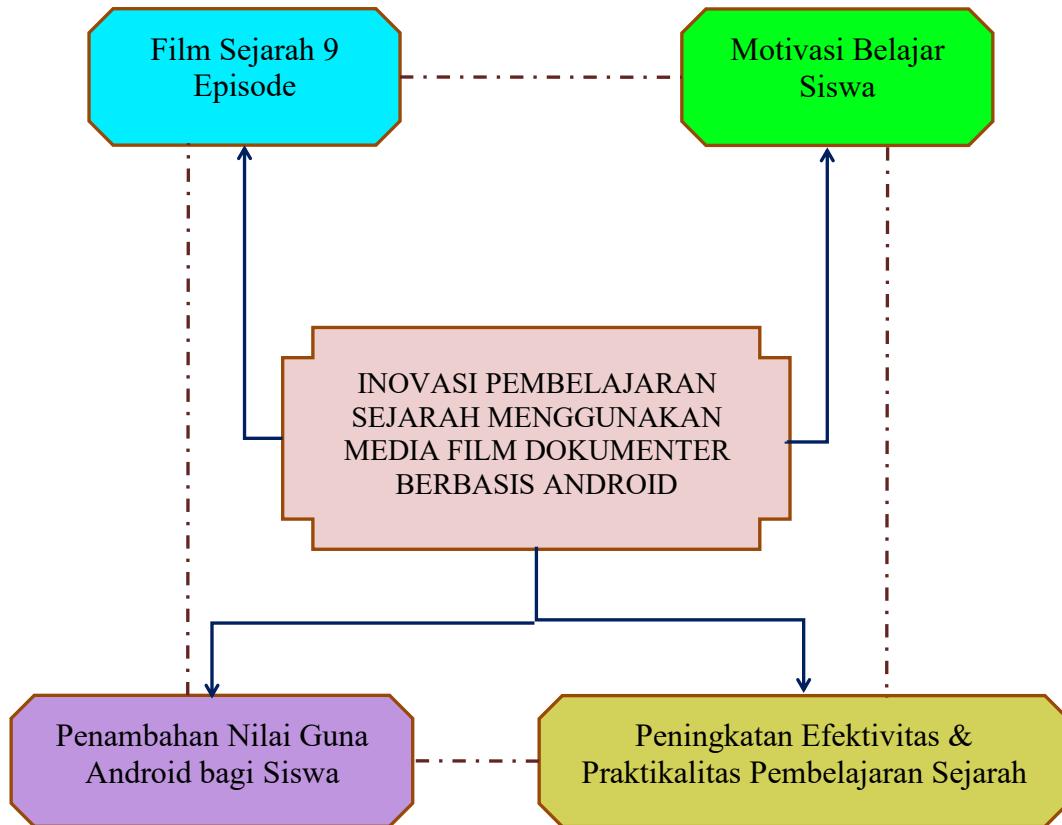 Film Sejarah 9
Episode
Motivasi Belajar
Siswa
INOVASI PEMBELAJARAN
SEJARAH MENGGUNAKAN
MEDIA FILM DOKUMENTER
BERBASIS ANDROID
Penambahan Nilai Guna
Android bagi Siswa
Peningkatan Efektivitas &
Praktikalitas Pembelajaran Sejarah